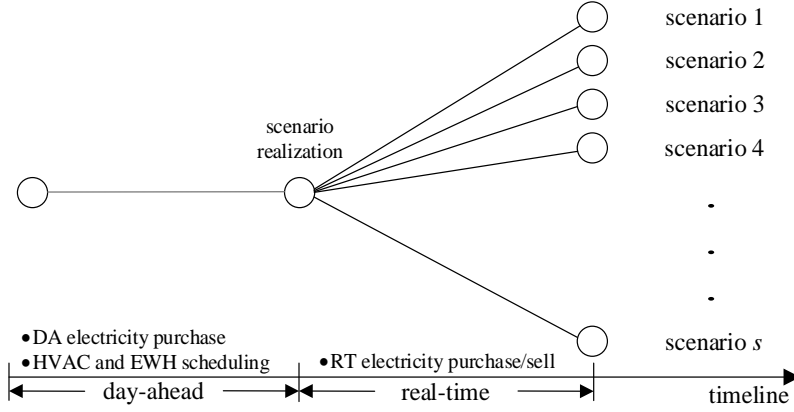 scenario 1
scenario 2
scenario 3
scenario
realization
scenario 4
•DA electricity purchase
•HVAC and EWH scheduling
•RT electricity purchase/sell
scenario s
day-ahead
real-time
timeline